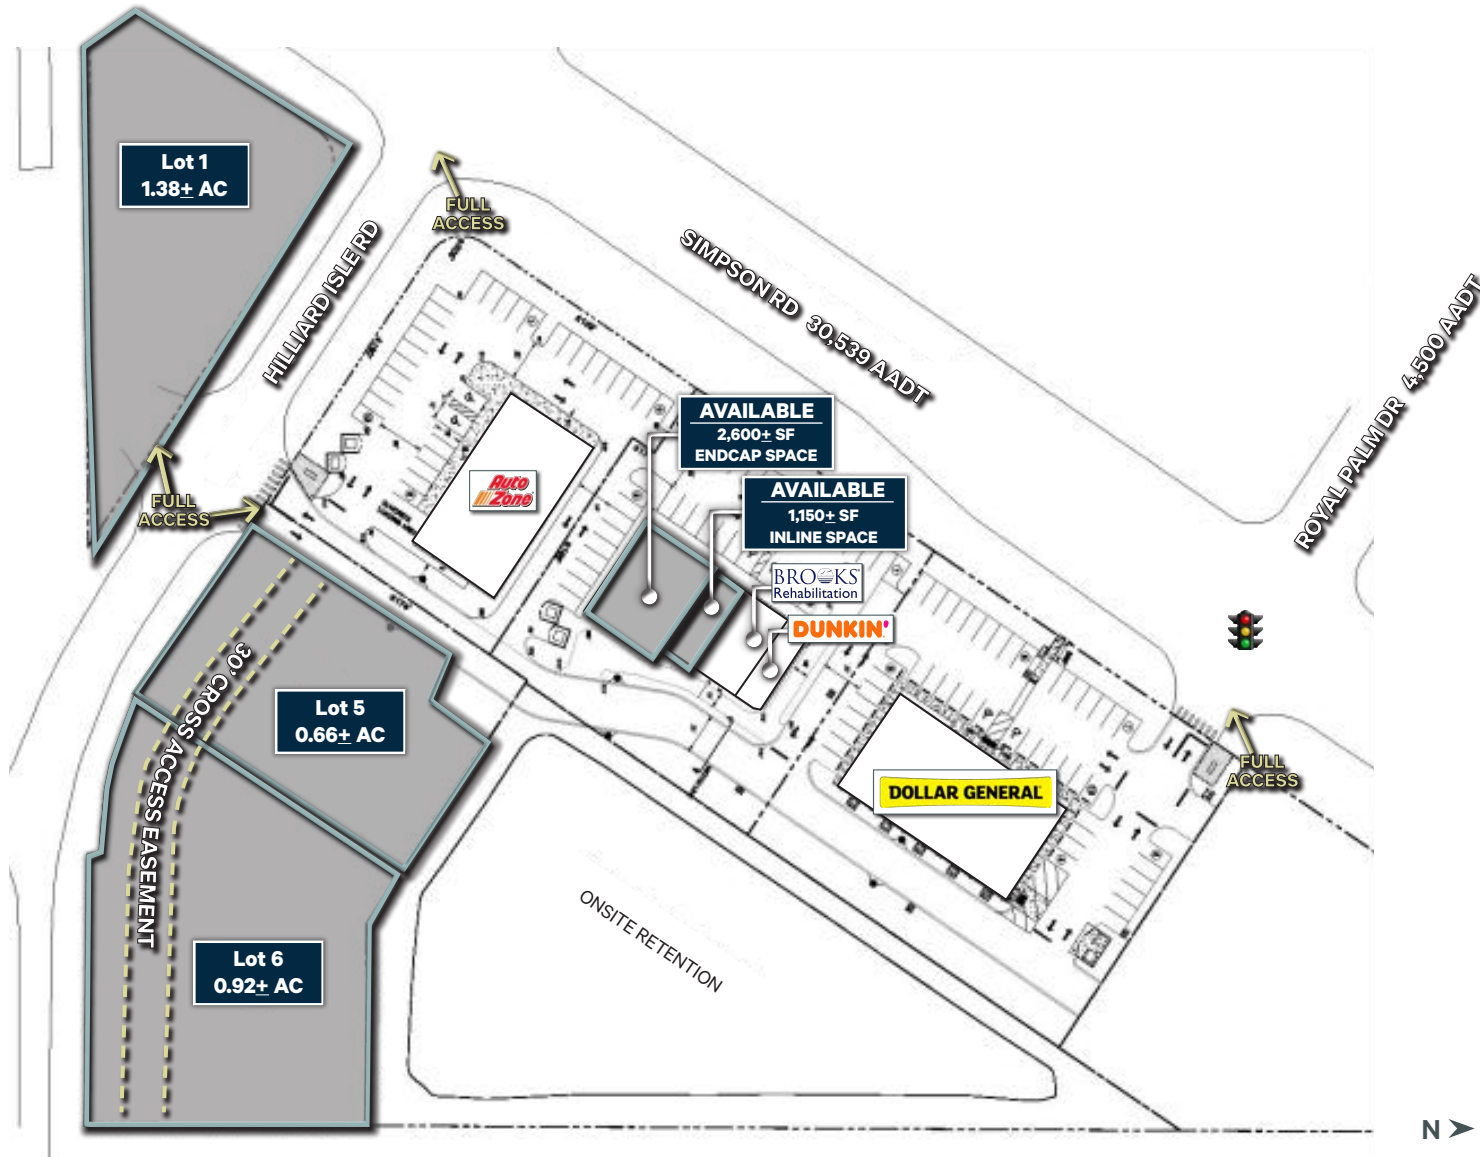 Lot 1
1.38± AC
FULL
ACCESS
HILLIARD ISLE RD
SIMPSON RD 30,539 AADT
ROYAL PALM DR 4,500 AADT
AVAILABLE
2,600± SF
ENDCAP SPACE
AVAILABLE
1,150± SF
INLINE SPACE
Auto
Zone
FULL
ACCESS
BROOKS
Rehabilitation
DUNKIN'
30' CROSS ACCESS EASEMENT
Lot 5
0.66± AC
DOLLAR GENERAL
FULL
ACCESS
ONSITE RETENTION
Lot 6
0.92± AC
N